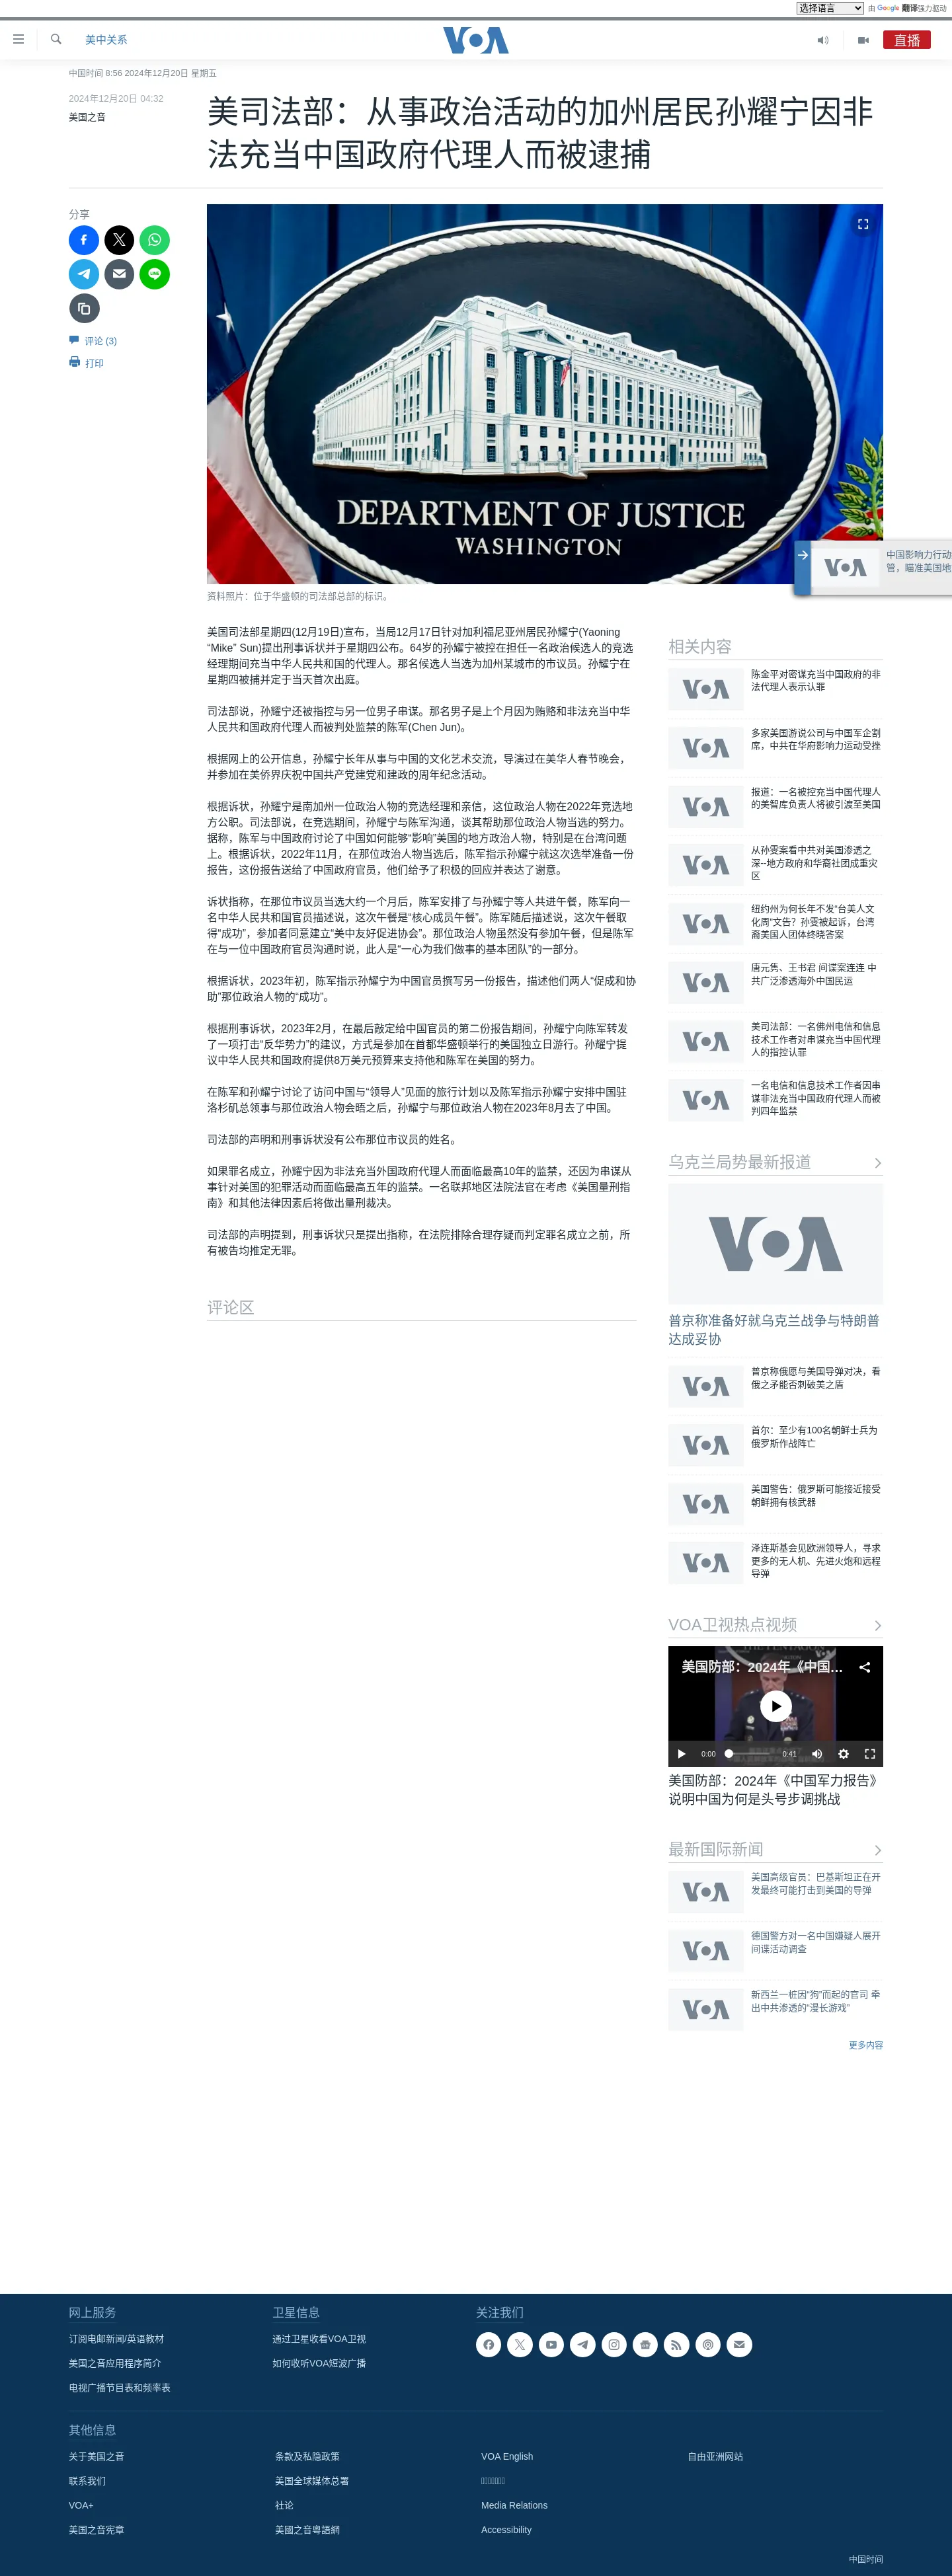 选择语言
由 Google 翻译强力驱动
美中关系
VOA
直播
中国时间 8:56 2024年12月20日 星期五
2024年12月20日 04:32
美国之音
美司法部：从事政治活动的加州居民孙耀宁因非
法充当中国政府代理人而被逮捕
分享
评论 (3)
打印
DEPARTMENT OF JUSTICE
WASHINGTON
资料照片：位于华盛顿的司法部总部的标识。
中国影响力行动
管，瞄准美国地
VOA
美国司法部星期四(12月19日)宣布，当局12月17日针对加利福尼亚州居民孙耀宁(Yaoning
“Mike” Sun)提出刑事诉状并于星期四公布。64岁的孙耀宁被控在担任一名政治候选人的竞选
经理期间充当中华人民共和国的代理人。那名候选人当选为加州某城市的市议员。孙耀宁在
星期四被捕并定于当天首次出庭。
司法部说，孙耀宁还被指控与另一位男子串谋。那名男子是上个月因为贿赂和非法充当中华
人民共和国政府代理人而被判处监禁的陈军(Chen Jun)。
根据网上的公开信息，孙耀宁长年从事与中国的文化艺术交流，导演过在美华人春节晚会，
并参加在美侨界庆祝中国共产党建党和建政的周年纪念活动。
根据诉状，孙耀宁是南加州一位政治人物的竞选经理和亲信，这位政治人物在2022年竞选地
方公职。司法部说，在竞选期间，孙耀宁与陈军沟通，谈其帮助那位政治人物当选的努力。
据称，陈军与中国政府讨论了中国如何能够“影响”美国的地方政治人物，特别是在台湾问题
上。根据诉状，2022年11月，在那位政治人物当选后，陈军指示孙耀宁就这次选举准备一份
报告，这份报告送给了中国政府官员，他们给予了积极的回应并表达了谢意。
诉状指称，在那位市议员当选大约一个月后，陈军安排了与孙耀宁等人共进午餐，陈军向一
名中华人民共和国官员描述说，这次午餐是“核心成员午餐”。陈军随后描述说，这次午餐取
得“成功”，参加者同意建立“美中友好促进协会”。那位政治人物虽然没有参加午餐，但是陈军
在与一位中国政府官员沟通时说，此人是“一心为我们做事的基本团队”的一部分。
根据诉状，2023年初，陈军指示孙耀宁为中国官员撰写另一份报告，描述他们两人“促成和协
助”那位政治人物的“成功”。
根据刑事诉状，2023年2月，在最后敲定给中国官员的第二份报告期间，孙耀宁向陈军转发
了一项打击“反华势力”的建议，方式是参加在首都华盛顿举行的美国独立日游行。孙耀宁提
议中华人民共和国政府提供8万美元预算来支持他和陈军在美国的努力。
在陈军和孙耀宁讨论了访问中国与“领导人”见面的旅行计划以及陈军指示孙耀宁安排中国驻
洛杉矶总领事与那位政治人物会晤之后，孙耀宁与那位政治人物在2023年8月去了中国。
司法部的声明和刑事诉状没有公布那位市议员的姓名。
如果罪名成立，孙耀宁因为非法充当外国政府代理人而面临最高10年的监禁，还因为串谋从
事针对美国的犯罪活动而面临最高五年的监禁。一名联邦地区法院法官在考虑《美国量刑指
南》和其他法律因素后将做出量刑裁决。
司法部的声明提到，刑事诉状只是提出指称，在法院排除合理存疑而判定罪名成立之前，所
有被告均推定无罪。
评论区
相关内容
VOA
陈金平对密谋充当中国政府的非
法代理人表示认罪
VOA
多家美国游说公司与中国军企割
席，中共在华府影响力运动受挫
VOA
报道：一名被控充当中国代理人
的美智库负责人将被引渡至美国
VOA
从孙雯案看中共对美国渗透之
深--地方政府和华裔社团成重灾
区
VOA
纽约州为何长年不发“台美人文
化周”文告？孙雯被起诉，台湾
裔美国人团体终晓答案
VOA
唐元隽、王书君 间谍案连连 中
共广泛渗透海外中国民运
VOA
美司法部：一名佛州电信和信息
技术工作者对串谋充当中国代理
人的指控认罪
VOA
一名电信和信息技术工作者因串
谋非法充当中国政府代理人而被
判四年监禁
乌克兰局势最新报道
VOA
普京称准备好就乌克兰战争与特朗普
达成妥协
VOA
普京称俄愿与美国导弹对决，看
俄之矛能否刺破美之盾
VOA
首尔：至少有100名朝鲜士兵为
俄罗斯作战阵亡
VOA
美国警告：俄罗斯可能接近接受
朝鲜拥有核武器
VOA
泽连斯基会见欧洲领导人，寻求
更多的无人机、先进火炮和远程
导弹
VOA卫视热点视频
美国防部：2024年《中国...
0:00
0:41
美国防部：2024年《中国军力报告》
说明中国为何是头号步调挑战
最新国际新闻
VOA
美国高级官员：巴基斯坦正在开
发最终可能打击到美国的导弹
VOA
德国警方对一名中国嫌疑人展开
间谍活动调查
VOA
新西兰一桩因“狗”而起的官司 牵
出中共渗透的“漫长游戏”
更多内容
网上服务
订阅电邮新闻/英语教材
美国之音应用程序简介
电视广播节目表和频率表
卫星信息
通过卫星收看VOA卫视
如何收听VOA短波广播
关注我们
其他信息
关于美国之音
联系我们
VOA+
美国之音宪章
条款及私隐政策
美国全球媒体总署
社论
美國之音粵語網
VOA English
Media Relations
Accessibility
自由亚洲网站
中国时间